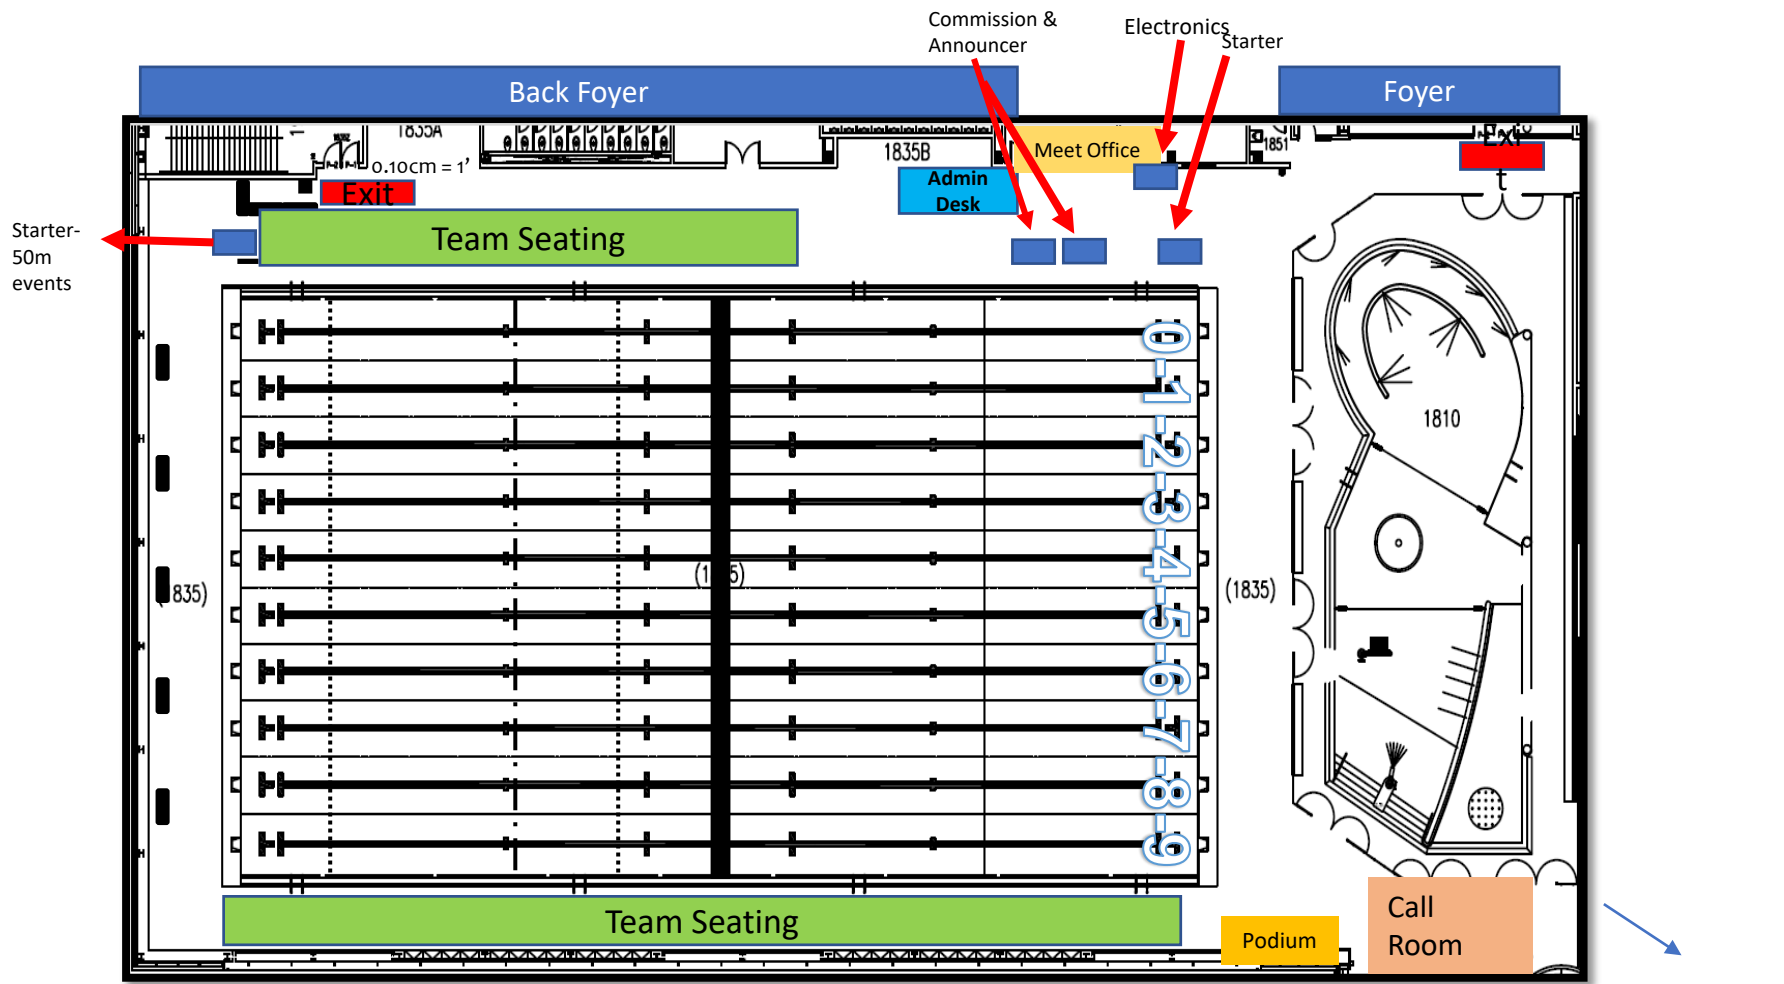 Commission &
Announcer
Electronics
Starter
Back Foyer
Foyer
1835A
0.10cm = 1’
Exit
1835B
Admin
Desk
Meet Office
1851
Exi
t
Starter-
50m
events
Team Seating
0-1-2-3-4-5-6-7-8-9
1810
835)
(1835)
Team Seating
Podium
Call
Room